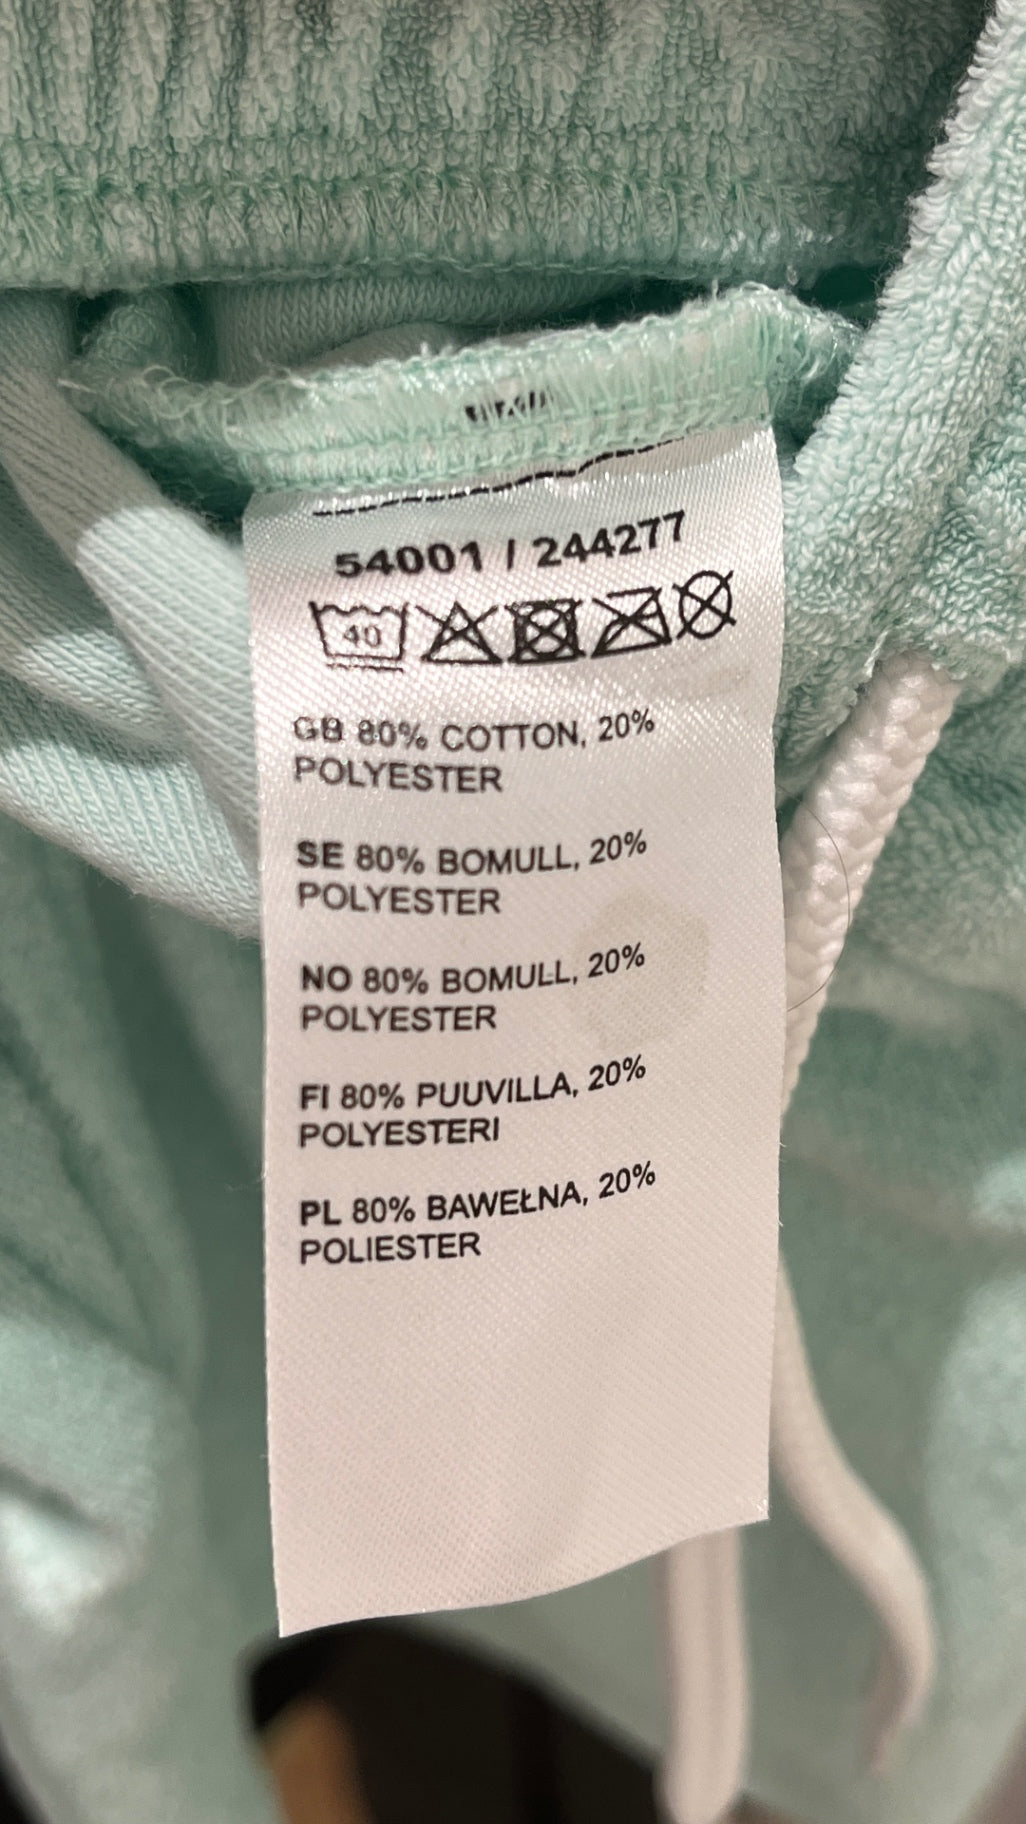 54001 / 244277
40
GB 80% COTTON, 20%
POLYESTER
SE 80% BOMULL, 20%
POLYESTER
NO 80% BOMULL, 20%
POLYESTER
FI 80% PUUVILLA, 20%
POLYESTERI
PL 80% BAWEŁNA, 20%
POLIESTER